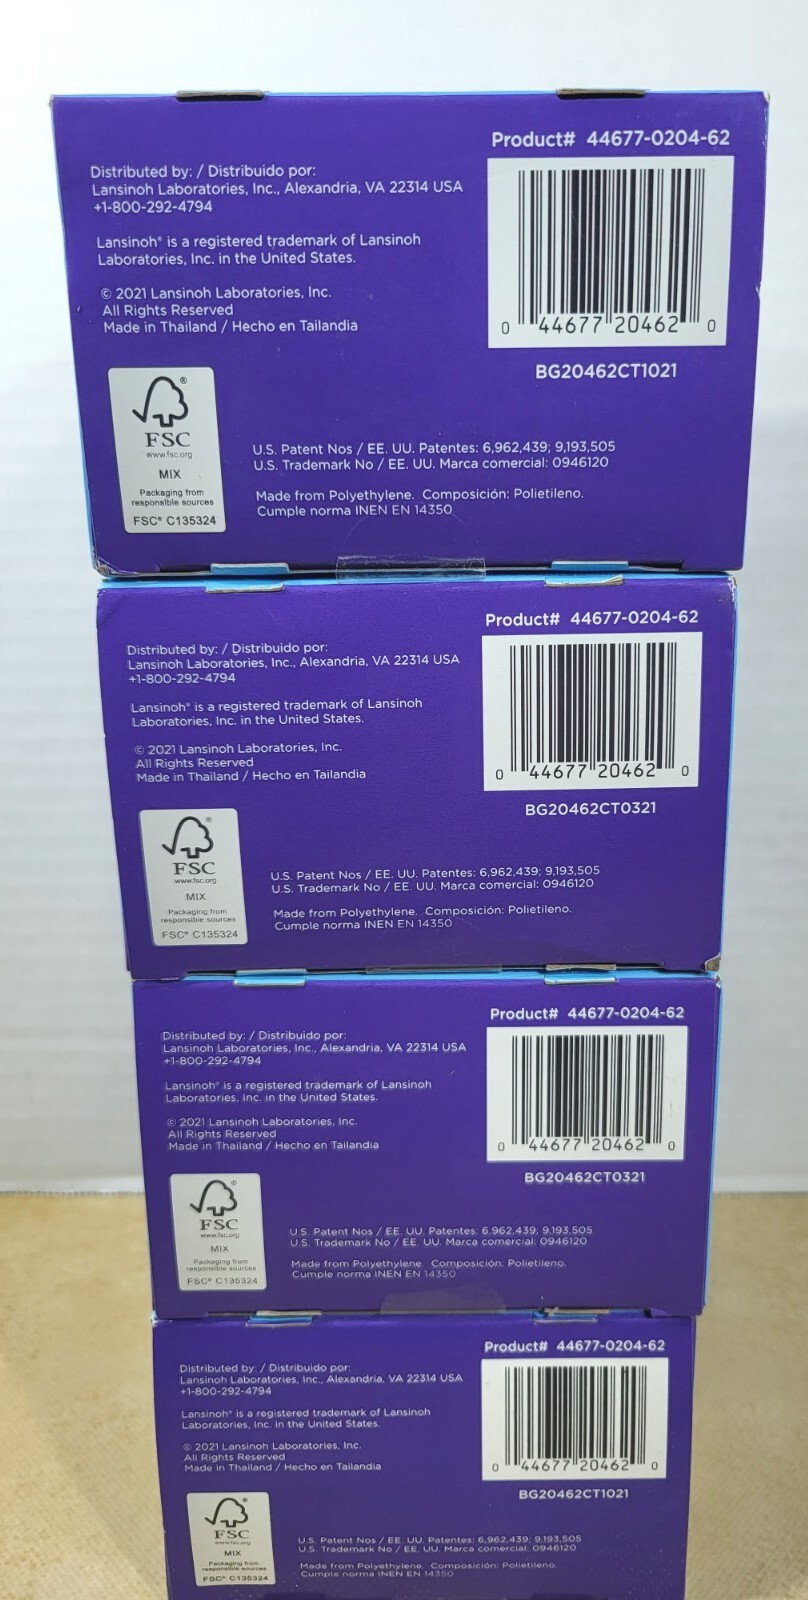 Product# 44677-0204-62
Distributed by: / Distribuido por:
Lansinoh Laboratories, Inc., Alexandria, VA 22314 USA
+1-800-292-4794
Lansinoh® is a registered trademark of Lansinoh
Laboratories, Inc. in the United States.
© 2021 Lansinoh Laboratories, Inc.
All Rights Reserved
Made in Thailand / Hecho en Tailandia
0 44677 20462 0
BG20462CT1021
®
FSC
www.fsc.org
MIX
Packaging from
responsible sources
FSC® C135324
U.S. Patent Nos / EE. UU. Patentes: 6,962,439; 9,193,505
U.S. Trademark No / EE. UU. Marca comercial: 0946120
Made from Polyethylene. Composición: Polietileno.
Cumple norma INEN EN 14350
Product# 44677-0204-62
Distributed by: / Distribuido por:
Lansinoh Laboratories, Inc., Alexandria, VA 22314 USA
+1-800-292-4794
Lansinoh® is a registered trademark of Lansinoh
Laboratories, Inc. in the United States.
© 2021 Lansinoh Laboratories, Inc.
All Rights Reserved
Made in Thailand / Hecho en Tailandia
0 44677 20462 0
BG20462CT0321
®
FSC
www.fsc.org
MIX
Packaging from
responsible sources
FSC® C135324
U.S. Patent Nos / EE. UU. Patentes: 6,962,439; 9,193,505
U.S. Trademark No / EE. UU. Marca comercial: 0946120
Made from Polyethylene. Composición: Polietileno.
Cumple norma INEN EN 14350
Product# 44677-0204-62
Distributed by: / Distribuido por:
Lansinoh Laboratories, Inc., Alexandria, VA 22314 USA
+1-800-292-4794
Lansinoh® is a registered trademark of Lansinoh
Laboratories, Inc. in the United States.
© 2021 Lansinoh Laboratories, Inc.
All Rights Reserved
Made in Thailand / Hecho en Tailandia
0 44677 20462 0
BG20462CT0321
®
FSC
www.fsc.org
MIX
Packaging from
responsible sources
FSC® C135324
U.S. Patent Nos / EE. UU. Patentes: 6,962,439; 9,193,505
U.S. Trademark No / EE. UU. Marca comercial: 0946120
Made from Polyethylene. Composición: Polietileno.
Cumple norma INEN EN 14350
Product# 44677-0204-62
Distributed by: / Distribuido por:
Lansinoh Laboratories, Inc., Alexandria, VA 22314 USA
+1-800-292-4794
Lansinoh® is a registered trademark of Lansinoh
Laboratories, Inc. in the United States.
© 2021 Lansinoh Laboratories, Inc.
All Rights Reserved
Made in Thailand / Hecho en Tailandia
0 44677 20462 0
BG20462CT1021
®
FSC
www.fsc.org
MIX
Packaging from
responsible sources
FSC® C135324
U.S. Patent Nos / EE. UU. Patentes: 6,962,439; 9,193,505
U.S. Trademark No / EE. UU. Marca comercial: 0946120
Made from Polyethylene. Composición: Polietileno.
Cumple norma INEN EN 14350